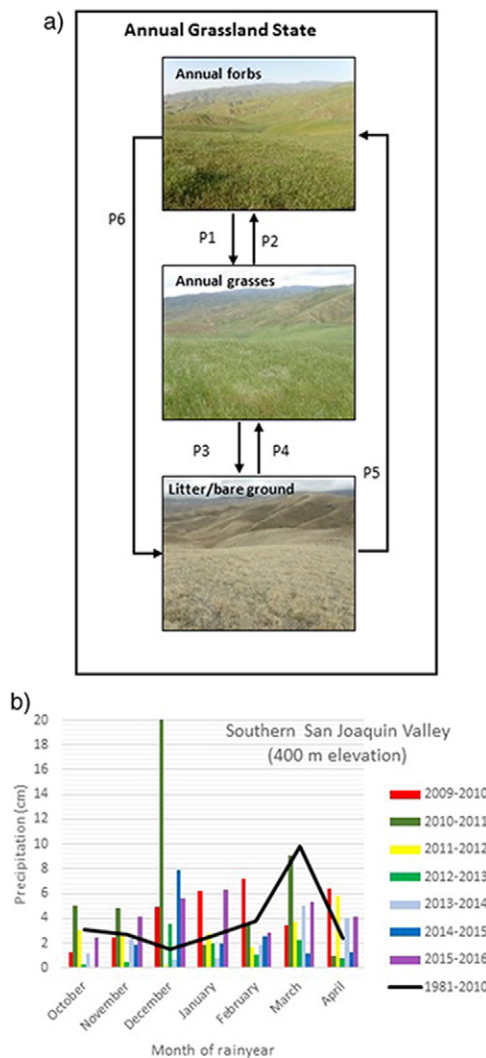 a)
Annual Grassland State
Annual forbs
P6
P1
P2
Annual grasses
P3
P4
P5
Litter/bare ground
b)
Southern San Joaquin Valley
(400 m elevation)
Precipitation (cm)
20
18
16
14
12
10
8
6
4
2
0
October
November
December
January
February
March
April
Month of rainyear
2009-2010
2010-2011
2011-2012
2012-2013
2013-2014
2014-2015
2015-2016
1981-2010